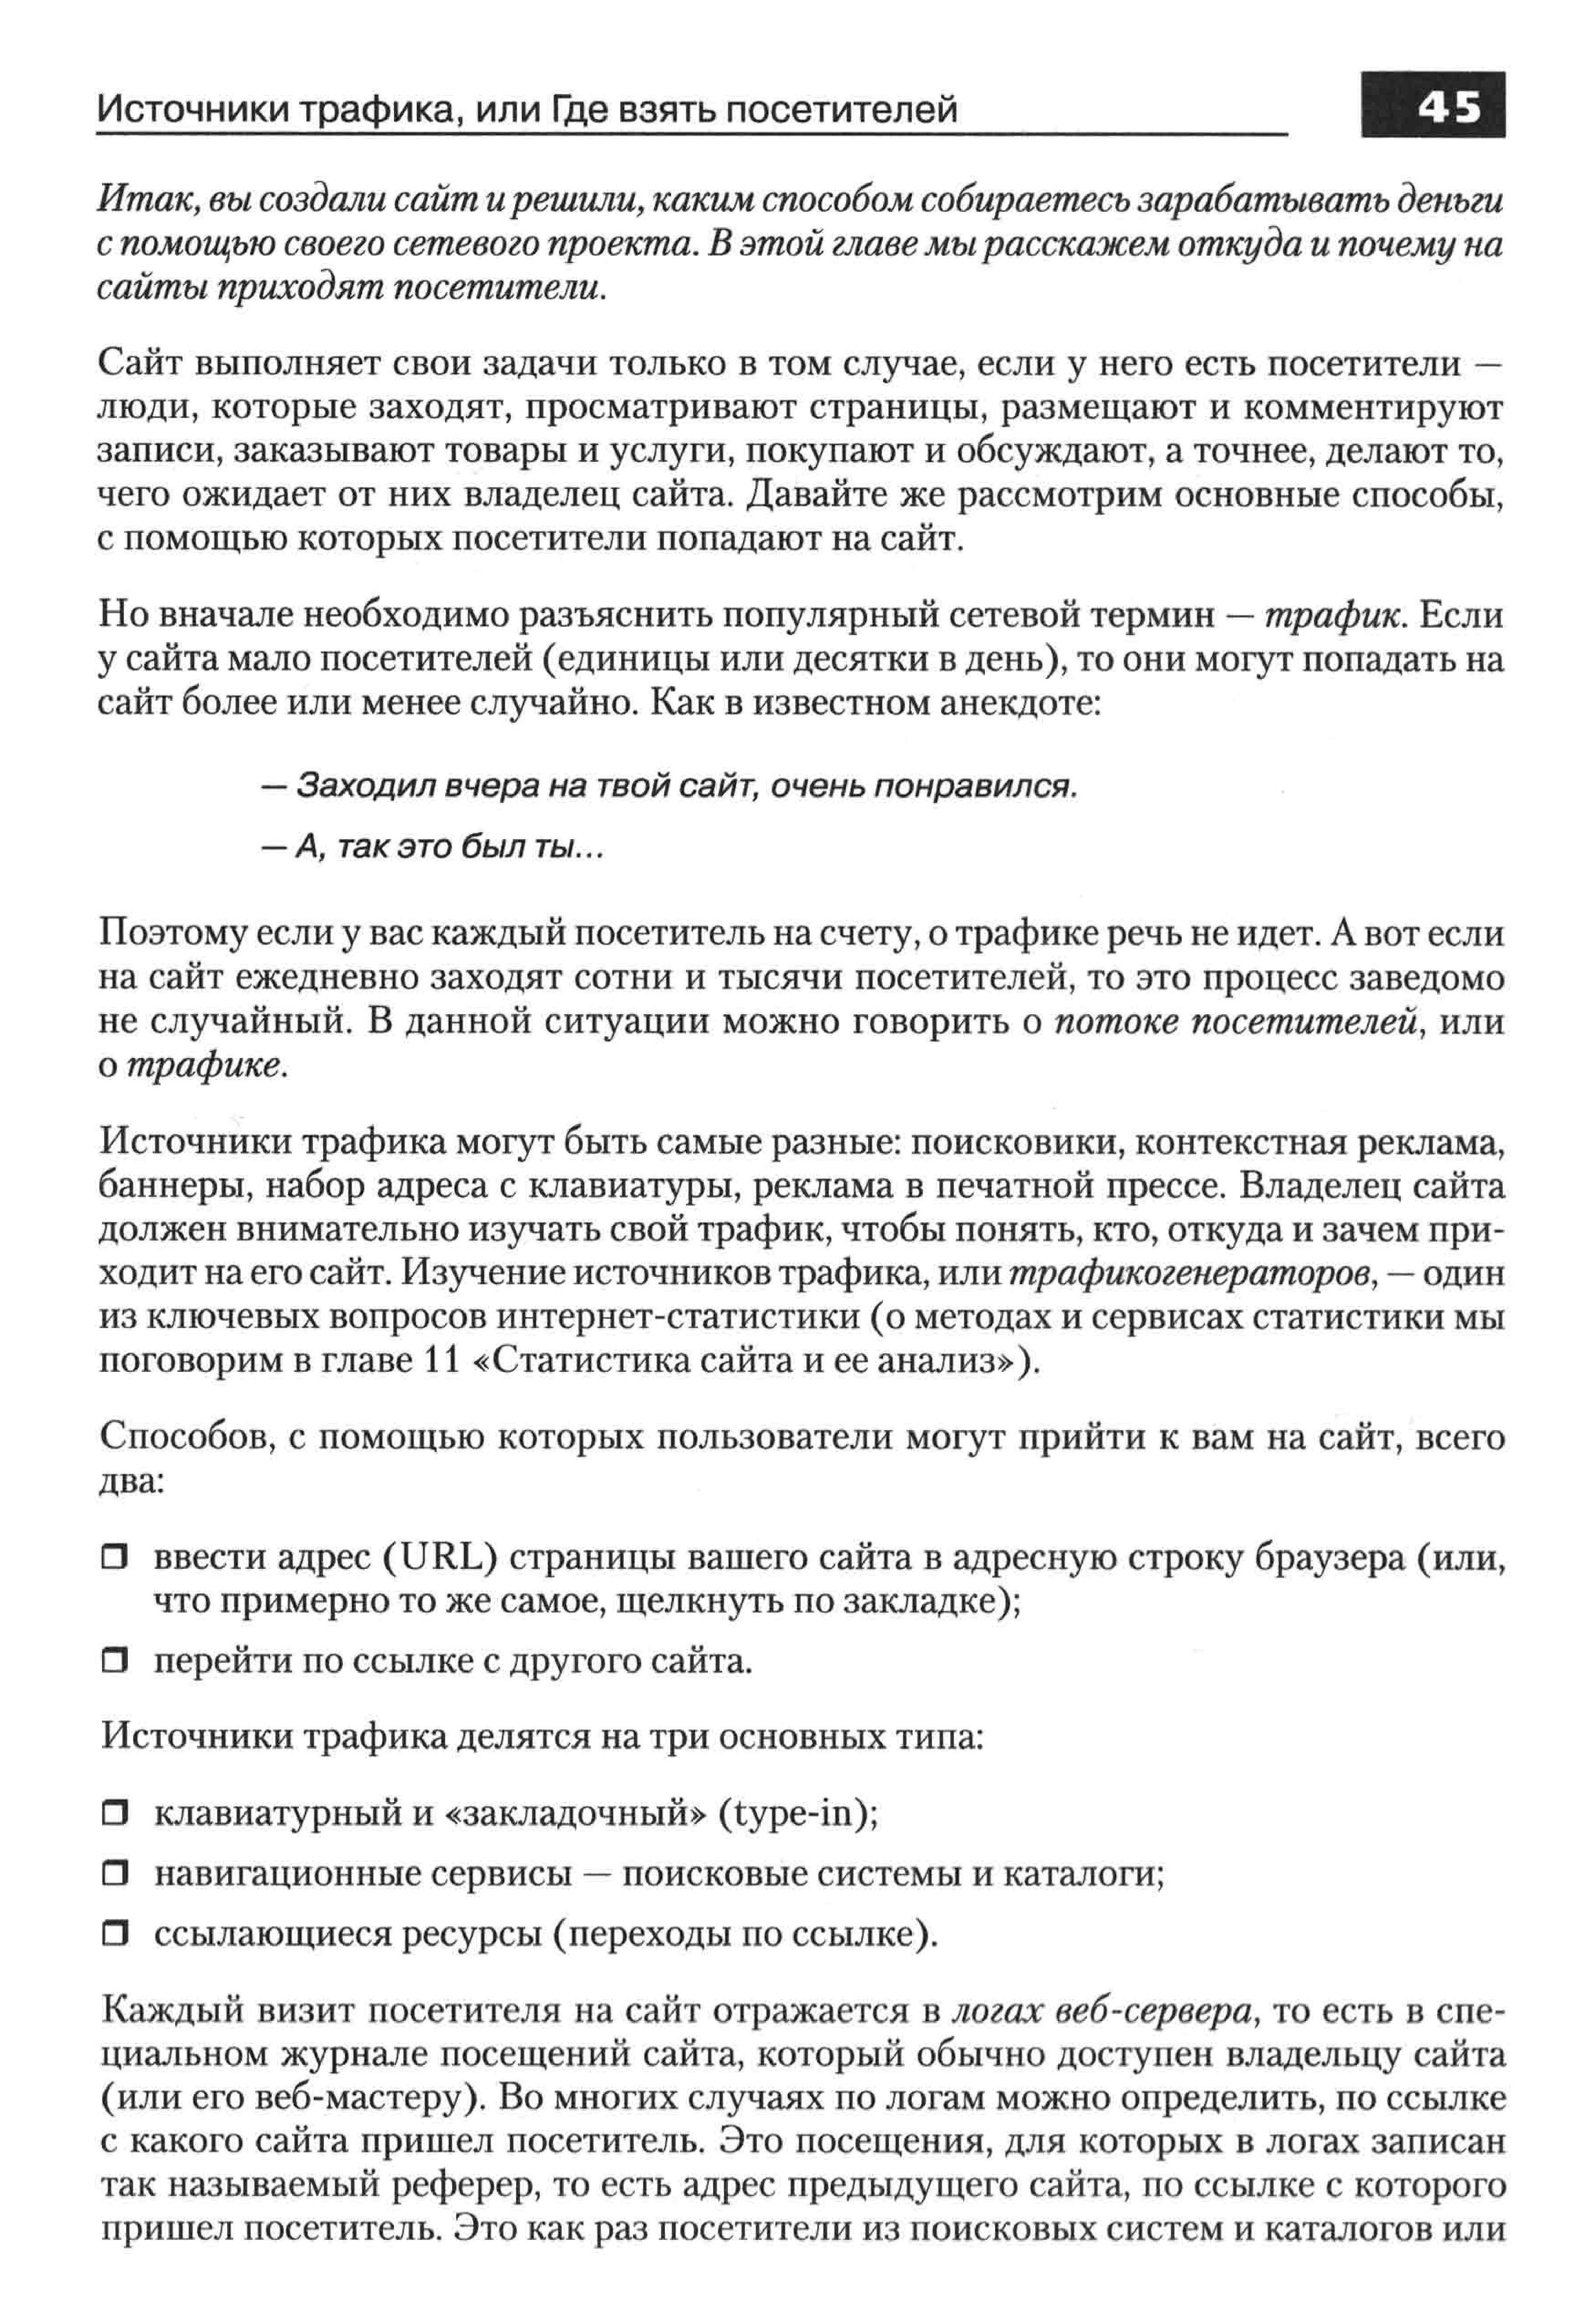 Источники трафика, или Где взять посетителей
45
Итак, вы создали сайт и решили, каким способом собираетесь зарабатывать деньги
с помощью своего сетевого проекта. В этой главе мы расскажем откуда и почему на
сайты приходят посетители.
Сайт выполняет свои задачи только в том случае, если у него есть посетители —
люди, которые заходят, просматривают страницы, размещают и комментируют
записи, заказывают товары и услуги, покупают и обсуждают, а точнее, делают то,
чего ожидает от них владелец сайта. Давайте же рассмотрим основные способы,
с помощью которых посетители попадают на сайт.
Но вначале необходимо разъяснить популярный сетевой термин — трафик. Если
у сайта мало посетителей (единицы или десятки в день), то они могут попадать на
сайт более или менее случайно. Как в известном анекдоте:
— Заходил вчера на твой сайт, очень понравился.
— А, так это был ты...
Поэтому если у вас каждый посетитель на счету, о трафике речь не идет. А вот если
на сайт ежедневно заходят сотни и тысячи посетителей, то это процесс заведомо
не случайный. В данной ситуации можно говорить о потоке посетителей, или
о трафике.
Источники трафика могут быть самые разные: поисковики, контекстная реклама,
баннеры, набор адреса с клавиатуры, реклама в печатной прессе. Владелец сайта
должен внимательно изучать свой трафик, чтобы понять, кто, откуда и зачем при-
ходит на его сайт. Изучение источников трафика, или трафикогенераторов, — один
из ключевых вопросов интернет-статистики (о методах и сервисах статистики мы
поговорим в главе 11 «Статистика сайта и ее анализ»).
Способов, с помощью которых пользователи могут прийти к вам на сайт, всего
два:
❒ ввести адрес (URL) страницы вашего сайта в адресную строку браузера (или,
что примерно то же самое, щелкнуть по закладке);
❒ перейти по ссылке с другого сайта.
Источники трафика делятся на три основных типа:
❒ клавиатурный и «закладочный» (type-in);
❒ навигационные сервисы — поисковые системы и каталоги;
❒ ссылающиеся ресурсы (переходы по ссылке).
Каждый визит посетителя на сайт отражается в логах веб-сервера, то есть в спе-
циальном журнале посещений сайта, который обычно доступен владельцу сайта
(или его веб-мастеру). Во многих случаях по логам можно определить, по ссылке
с какого сайта пришел посетитель. Это посещения, для которых в логах записан
так называемый реферер, то есть адрес предыдущего сайта, по ссылке с которого
пришел посетитель. Это как раз посетители из поисковых систем и каталогов или